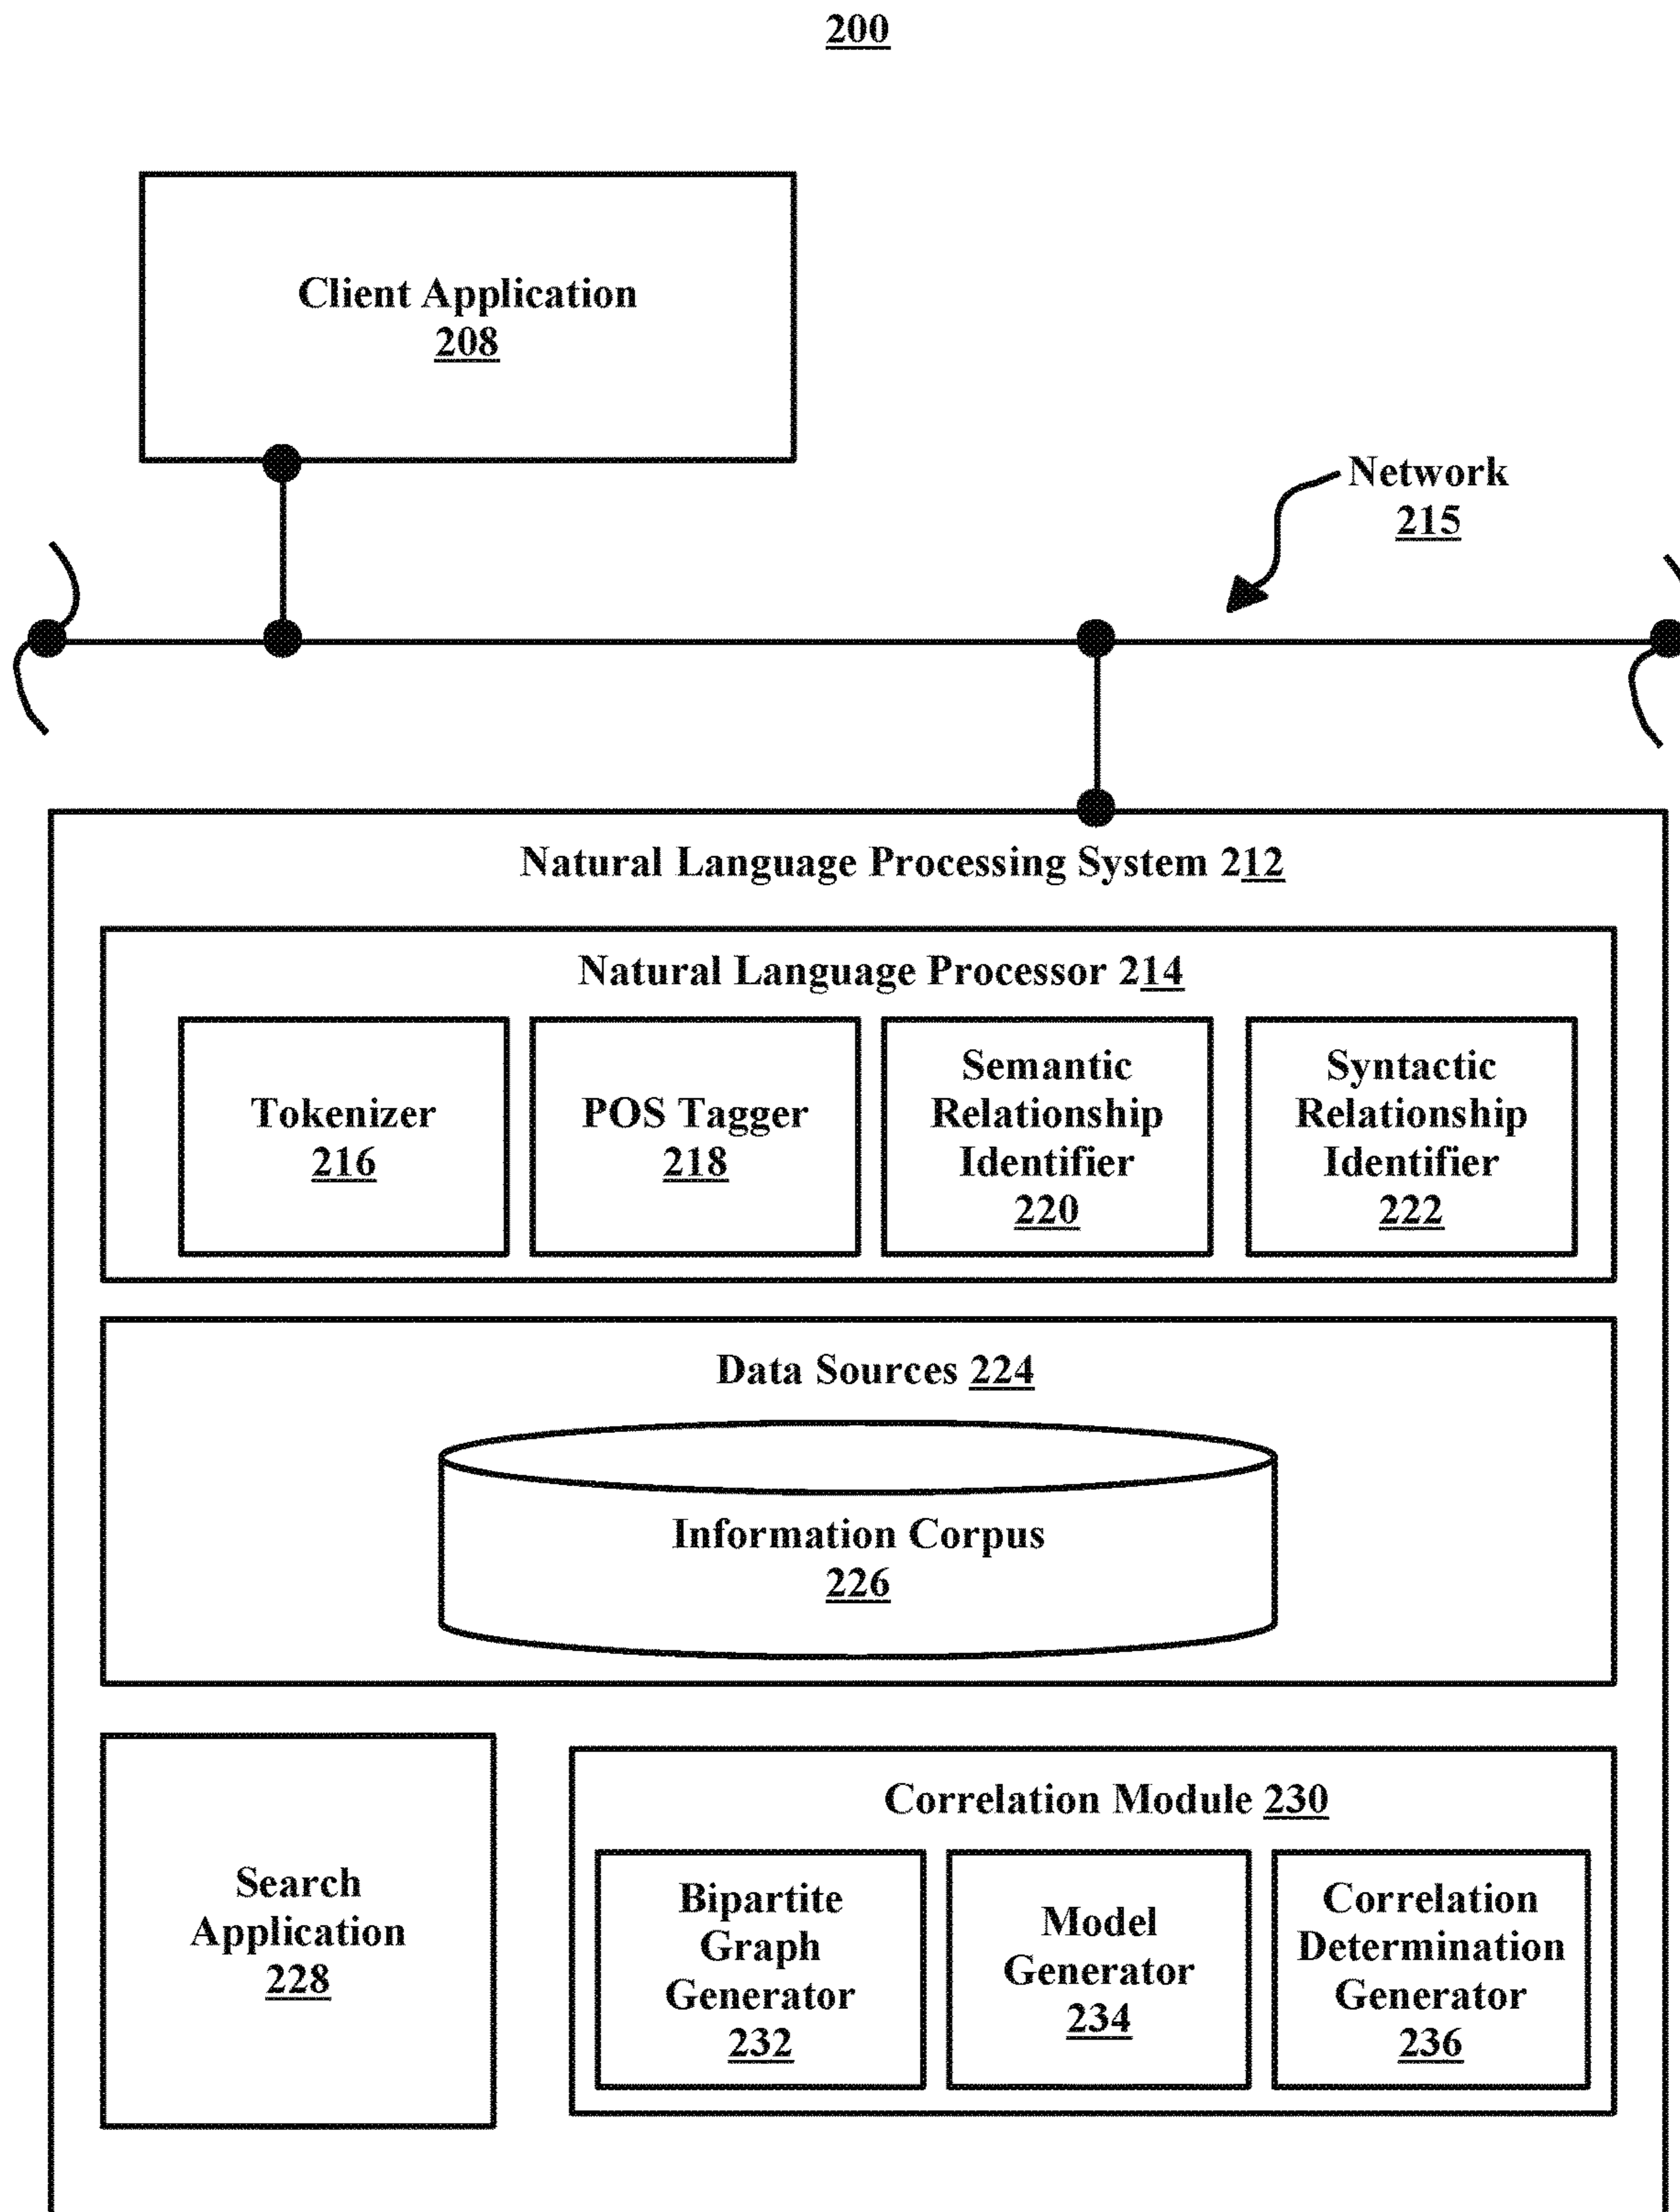 200
Client Application
208
Network
215
Natural Language Processing System 212
Natural Language Processor 214
Tokenizer
216
POS Tagger
218
Semantic
Relationship
Identifier
220
Syntactic
Relationship
Identifier
222
Data Sources 224
Information Corpus
226
Search
Application
228
Correlation Module 230
Bipartite
Graph
Generator
232
Model
Generator
234
Correlation
Determination
Generator
236